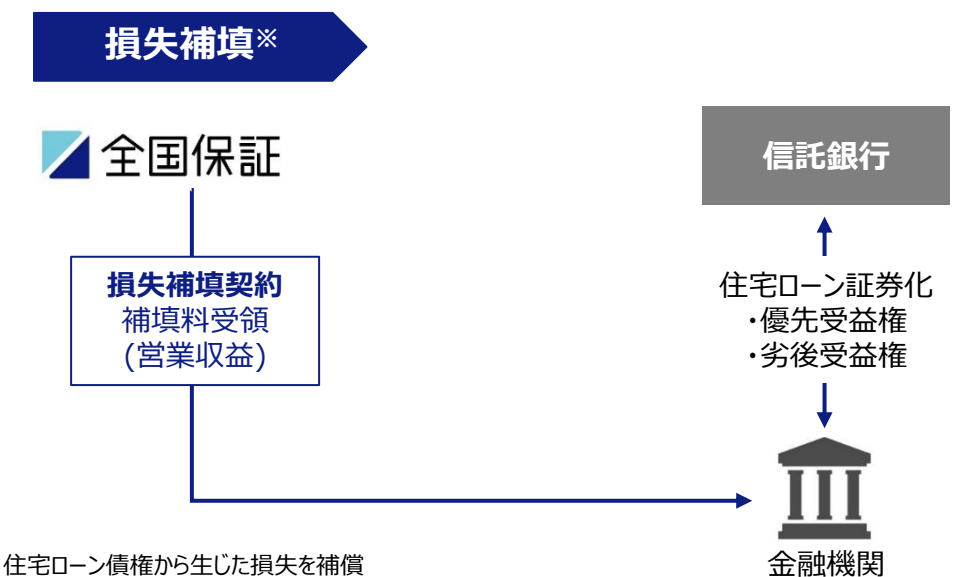 損失補填※
全国保証
信託銀行
損失補填契約
補填料受領
(営業収益)
住宅ローン証券化
・優先受益権
・劣後受益権
金融機関
住宅ローン債権から生じた損失を補償